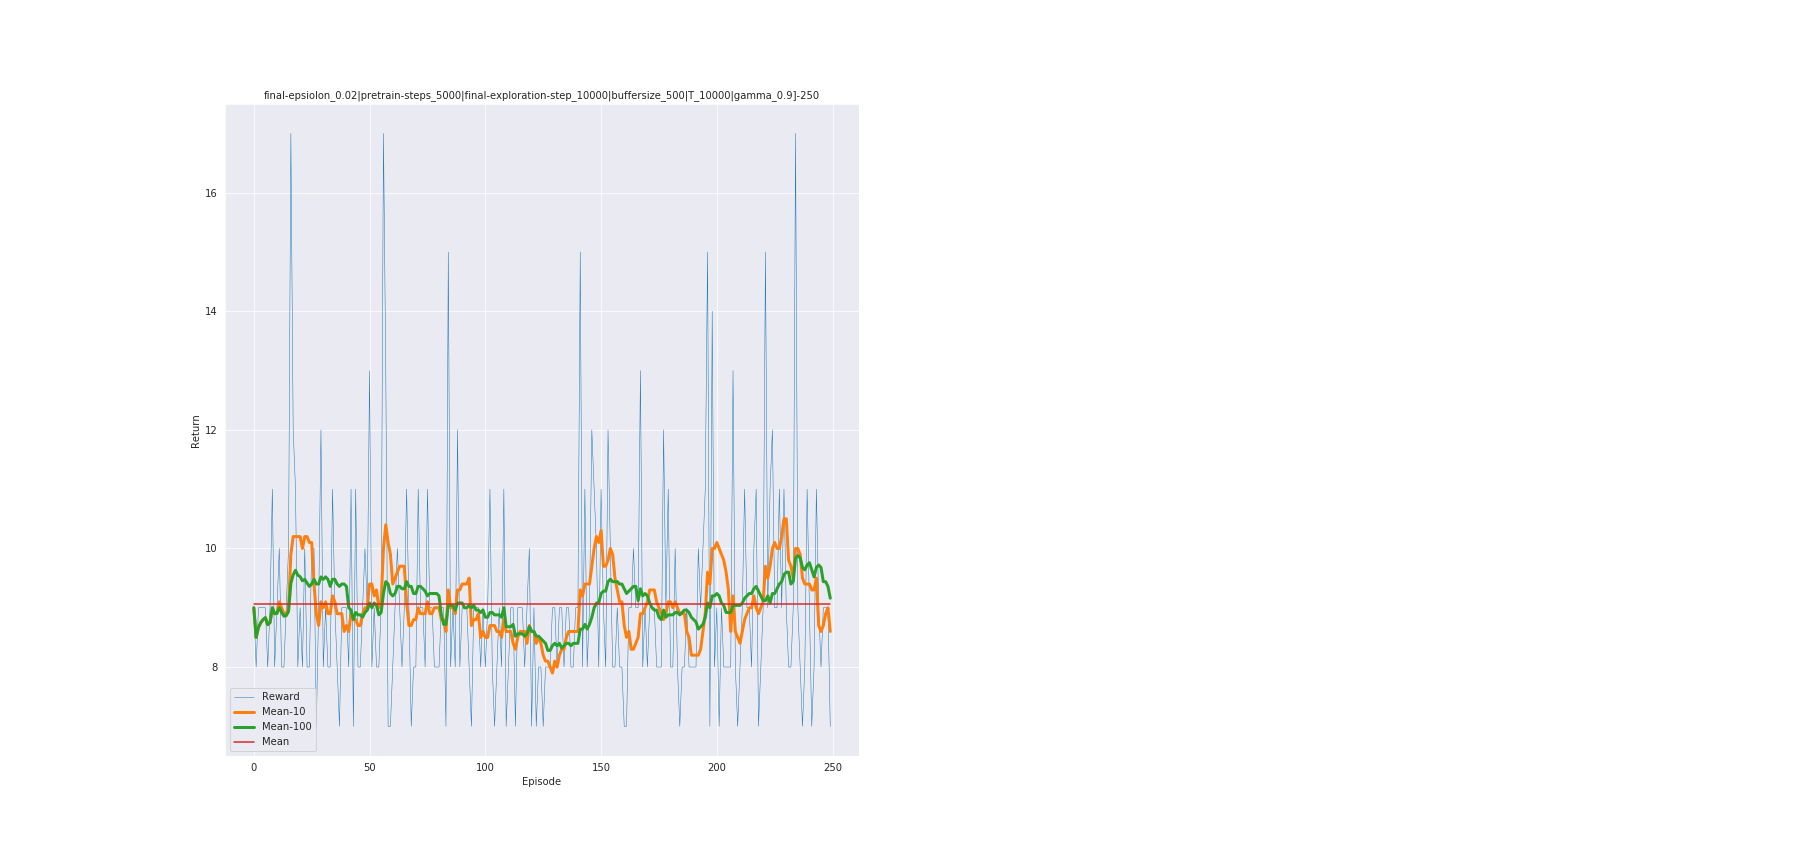 final-epsiolon_0.02|pretrain-steps_5000|final-exploration-step_10000|buffersize_500|T_10000|gamma_0.9]-250
16
14
12
10
8
Return
Reward
Mean-10
Mean-100
Mean
0 50 100 150 200 250
Episode